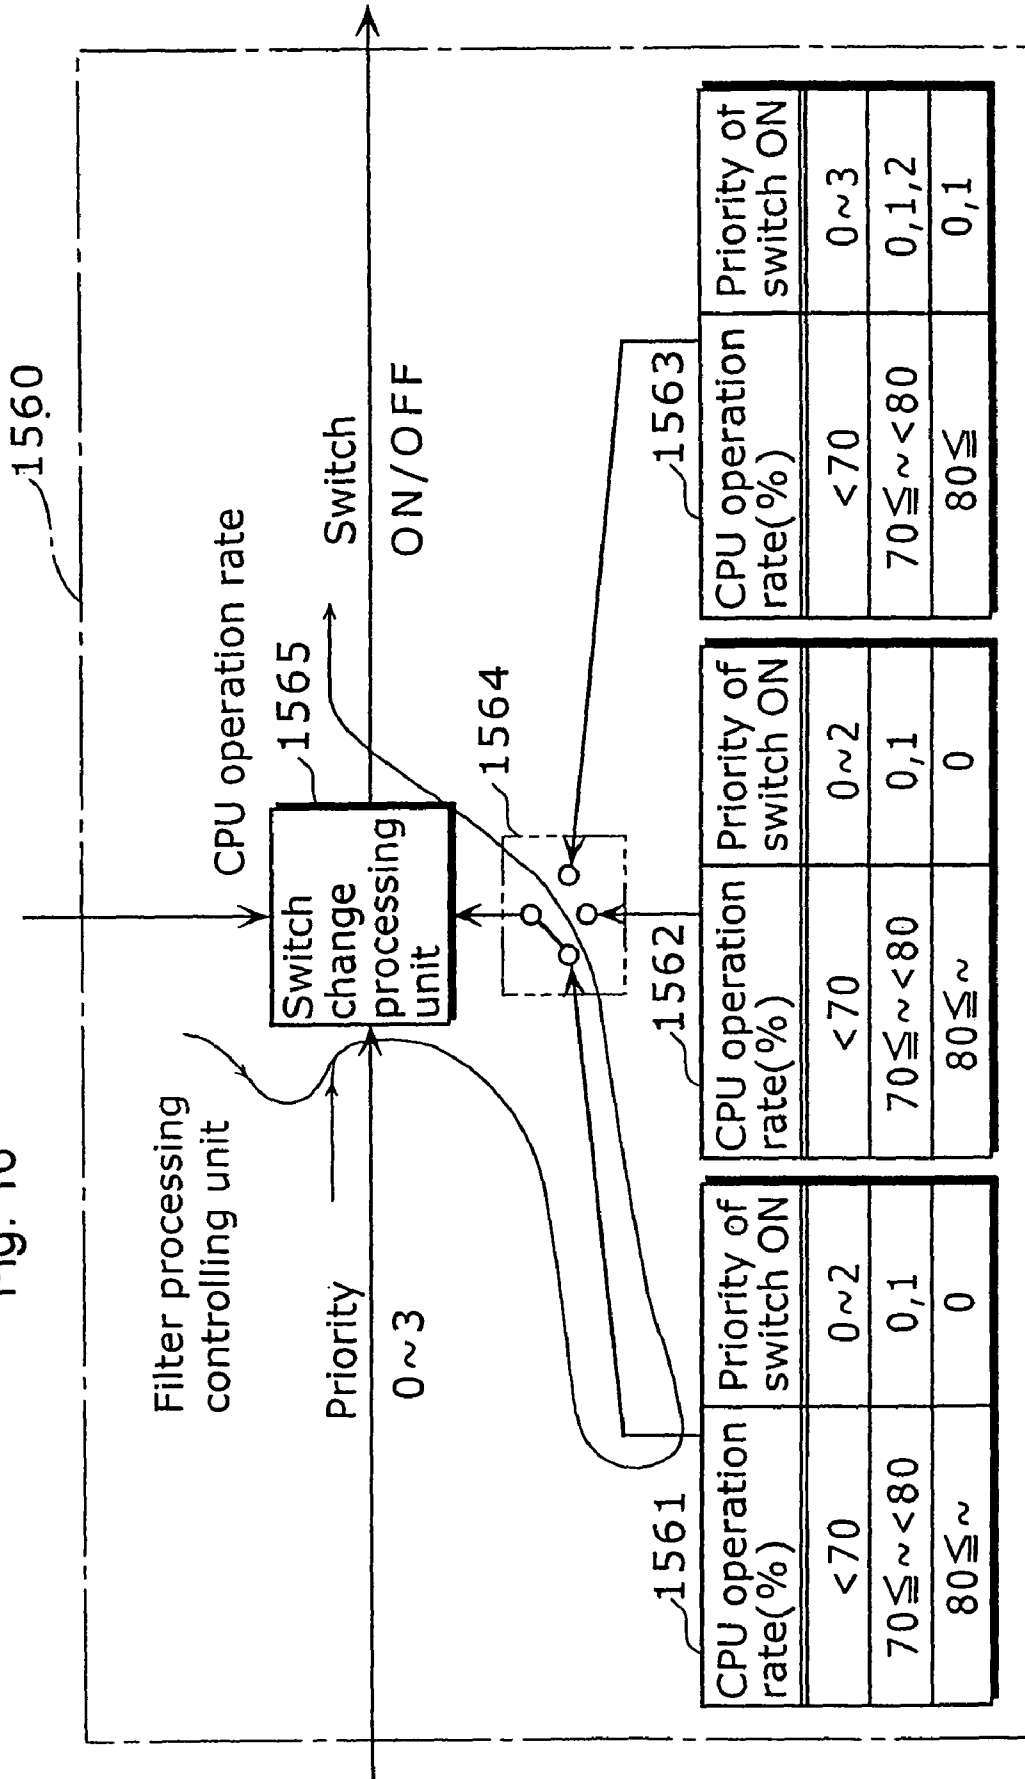 1560
CPU operation rate
Filter processing
controlling unit
1565
Switch
change
processing
unit
Priority
0~3
Switch
ON/OFF
1564
1561
CPU operation
rate(%)
Priority of
switch ON
<70
0~2
70≦~<80
0,1
80≦~
0
1562
CPU operation
rate(%)
Priority of
switch ON
<70
0~2
70≦~<80
0,1
80≦~
0
1563
CPU operation
rate(%)
Priority of
switch ON
<70
0~3
70≦~<80
0,1,2
80≦
0,1